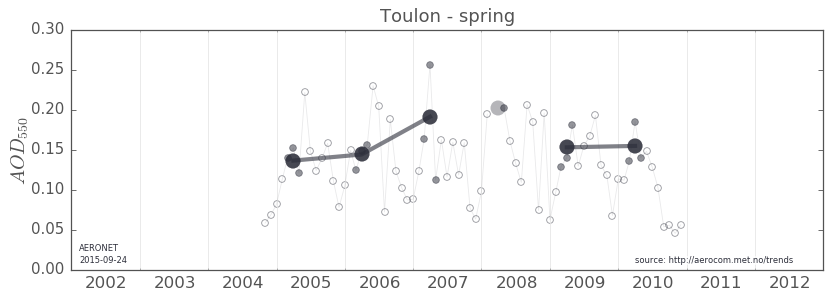 Toulon - spring
0.30
0.25
0.20
0.15
0.10
0.05
0.00
AOD550
AERONET
2015-09-24
source: http://aerocom.met.no/trends
2002 2003 2004 2005 2006 2007 2008 2009 2010 2011 2012